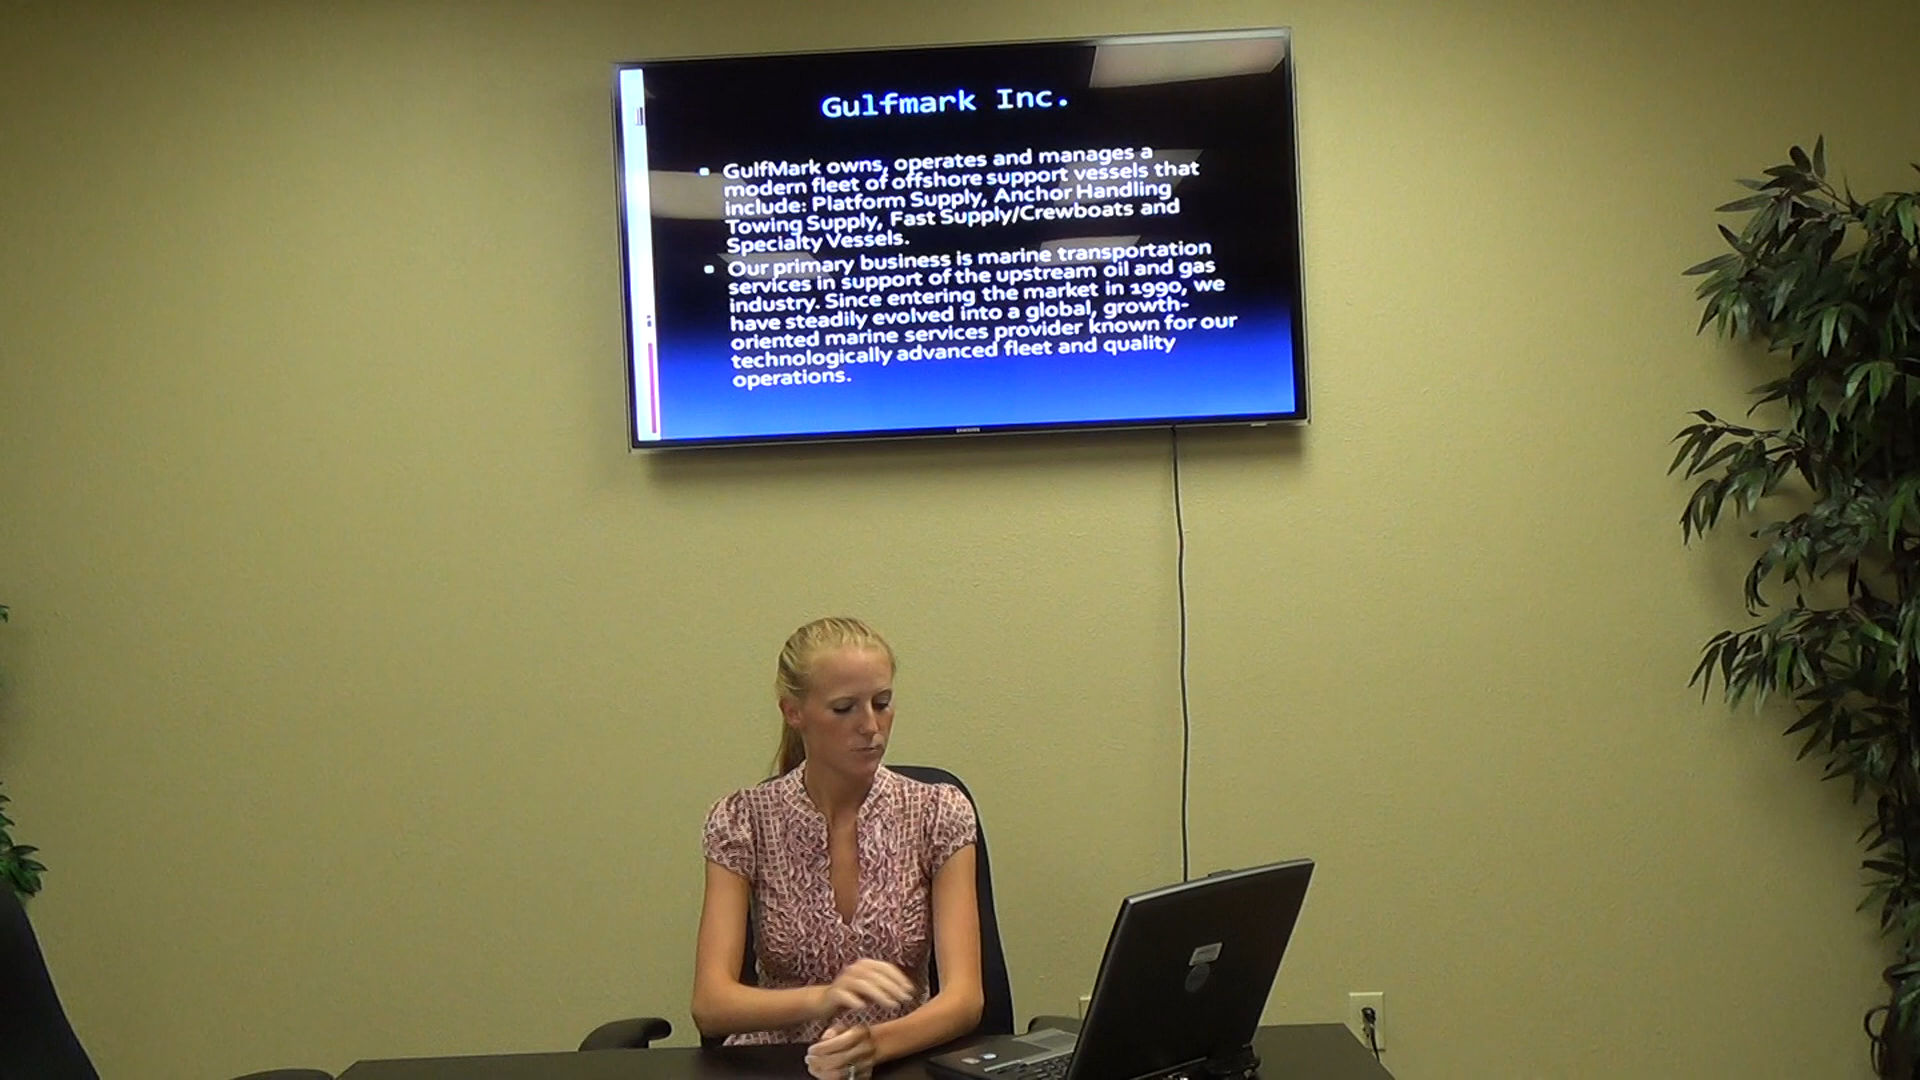 Gulfmark Inc.
GulfMark owns, operates and manages a
modern fleet of offshore support vessels that
include: Platform Supply, Anchor Handling
Towing Supply, Fast Supply/Crewboats and
Specialty Vessels.
Our primary business is marine transportation
services in support of the upstream oil and gas
industry. Since entering the market in 1990, we
have steadily evolved into a global, growth-
oriented marine services provider known for our
technologically advanced fleet and quality
operations.
SAMSUNG